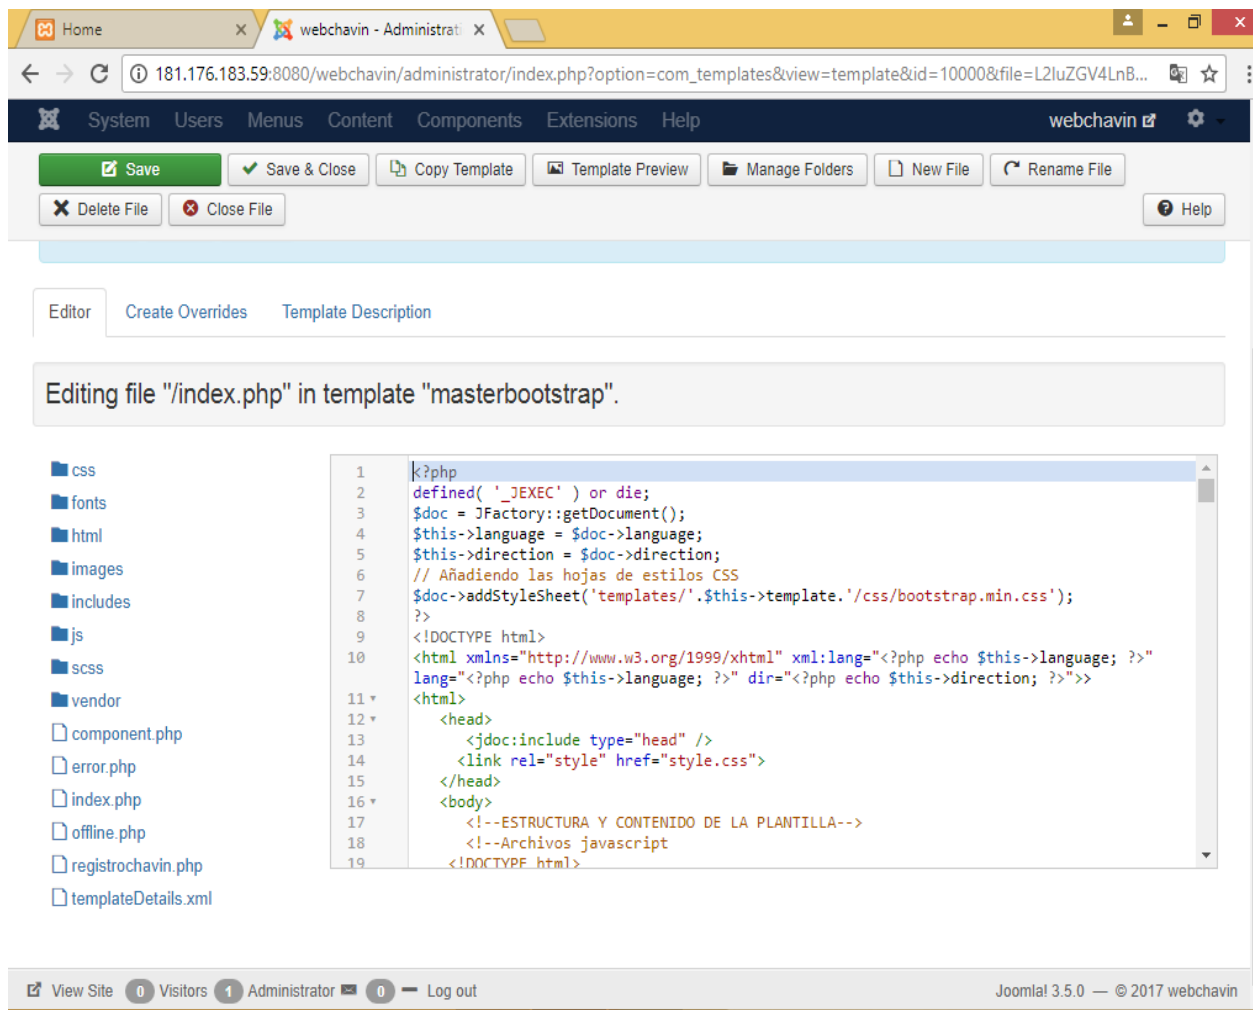 Home
webchavin - Administrati
181.176.183.59:8080/webchavin/administrator/index.php?option=com_templates&view=template&id=10000&file=L2luZGV4LnB...
System Users Menus Content Components Extensions Help webchavin
Save Save & Close Copy Template Template Preview Manage Folders New File Rename File
Delete File Close File Help
Editor Create Overrides Template Description
Editing file "/index.php" in template "masterbootstrap".
css
fonts
html
images
includes
js
scss
vendor
component.php
error.php
index.php
offline.php
registrochavin.php
templateDetails.xml
1 <?php
2 defined( '_JEXEC' ) or die;
3 $doc = JFactory::getDocument();
4 $this->language = $doc->language;
5 $this->direction = $doc->direction;
6 // Añadiendo las hojas de estilos CSS
7 $doc->addStyleSheet('templates/'.$this->template.'/css/bootstrap.min.css');
8 ?>
9 <!DOCTYPE html>
10 <html xmlns="http://www.w3.org/1999/xhtml" xml:lang="<?php echo $this->language; ?>"
lang="<?php echo $this->language; ?>" dir="<?php echo $this->direction; ?>">>
11 <html>
12 <head>
13 <jdoc:include type="head" />
14 <link rel="style" href="style.css">
15 </head>
16 <body>
17 <!--ESTRUCTURA Y CONTENIDO DE LA PLANTILLA-->
18 <!--Archivos javascript
19 <!DOCTYPE html>
View Site 0 Visitors 1 Administrator 0 Log out Joomla! 3.5.0 — © 2017 webchavin